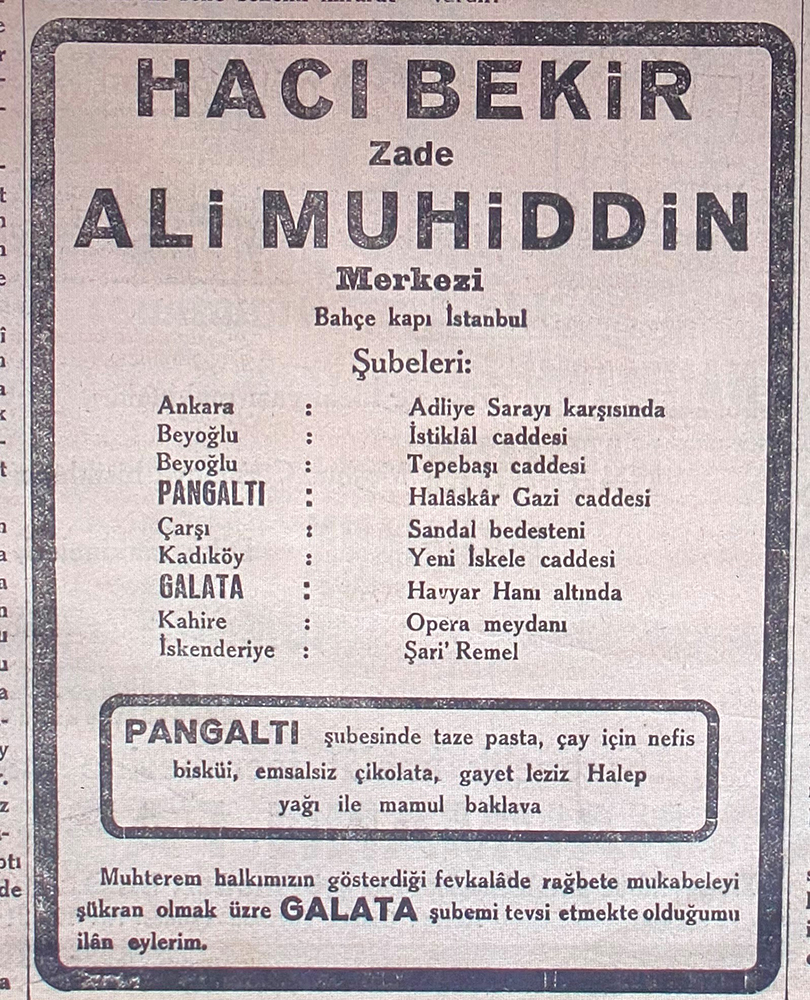 HACI BEKiR
Zade
ALi MUHiDDiN
Merkezi
Bahçe kapı İstanbul
Şubeleri:
Ankara : Adliye Sarayı karşısında
Beyoğlu : İstiklâl caddesi
Beyoğlu : Tepebaşı caddesi
PANGALTI : Halâskâr Gazi caddesi
Çarşı : Sandal bedesteni
Kadıköy : Yeni İskele caddesi
GALATA : Havyar Hanı altında
Kahire : Opera meydanı
İskenderiye : Şari' Remel
PANGALTI şubesinde taze pasta, çay için nefis
bisküi, emsalsiz çikolata, gayet leziz Halep
yağı ile mamul baklava
Muhterem halkımızın gösterdiği fevkalâde rağbete mukabeleyi
şükran olmak üzre GALATA şubemi tevsi etmekte olduğumu
ilân eylerim.